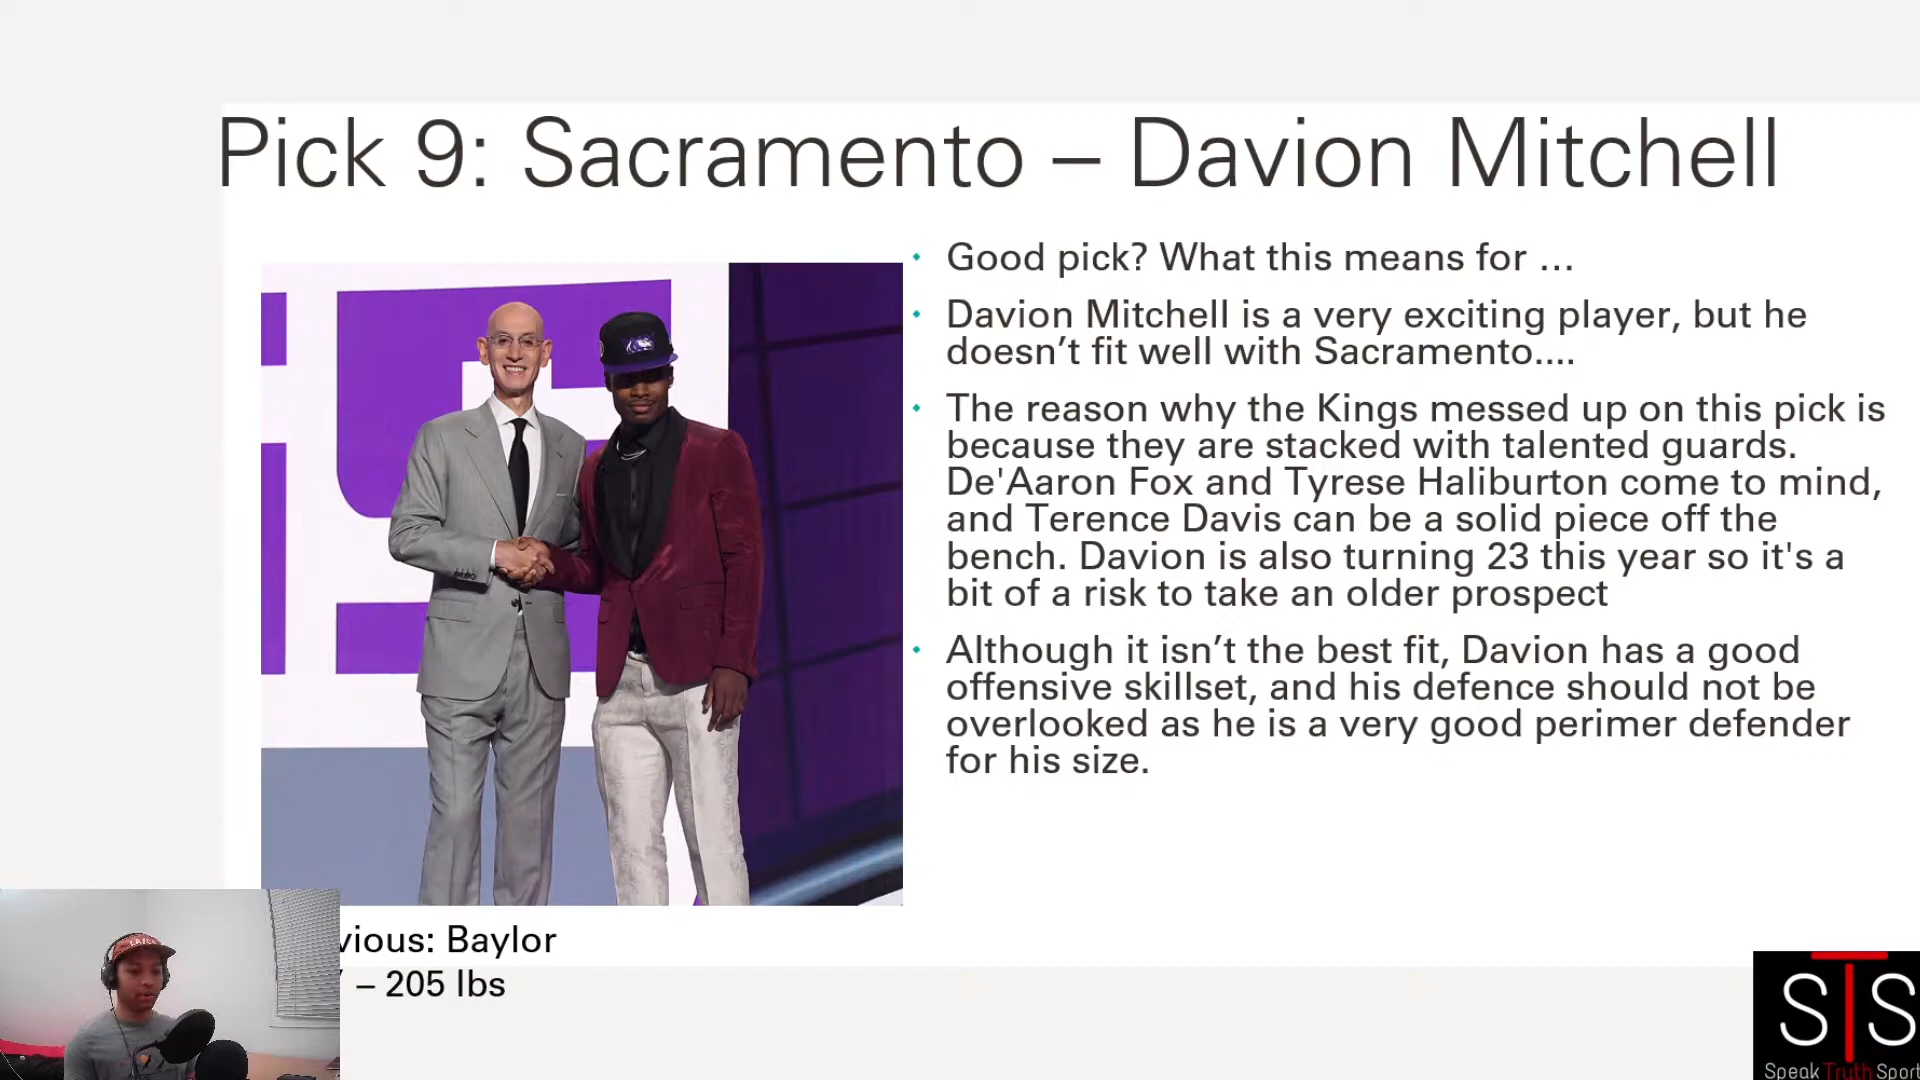 Pick 9: Sacramento – Davion Mitchell
Good pick? What this means for …
Davion Mitchell is a very exciting player, but he
doesn’t fit well with Sacramento....
The reason why the Kings messed up on this pick is
because they are stacked with talented guards.
De'Aaron Fox and Tyrese Haliburton come to mind,
and Terence Davis can be a solid piece off the
bench. Davion is also turning 23 this year so it's a
bit of a risk to take an older prospect
Although it isn’t the best fit, Davion has a good
offensive skillset, and his defence should not be
overlooked as he is a very good perimer defender
for his size.
vious: Baylor
– 205 lbs
STS
Speak Truth Sport